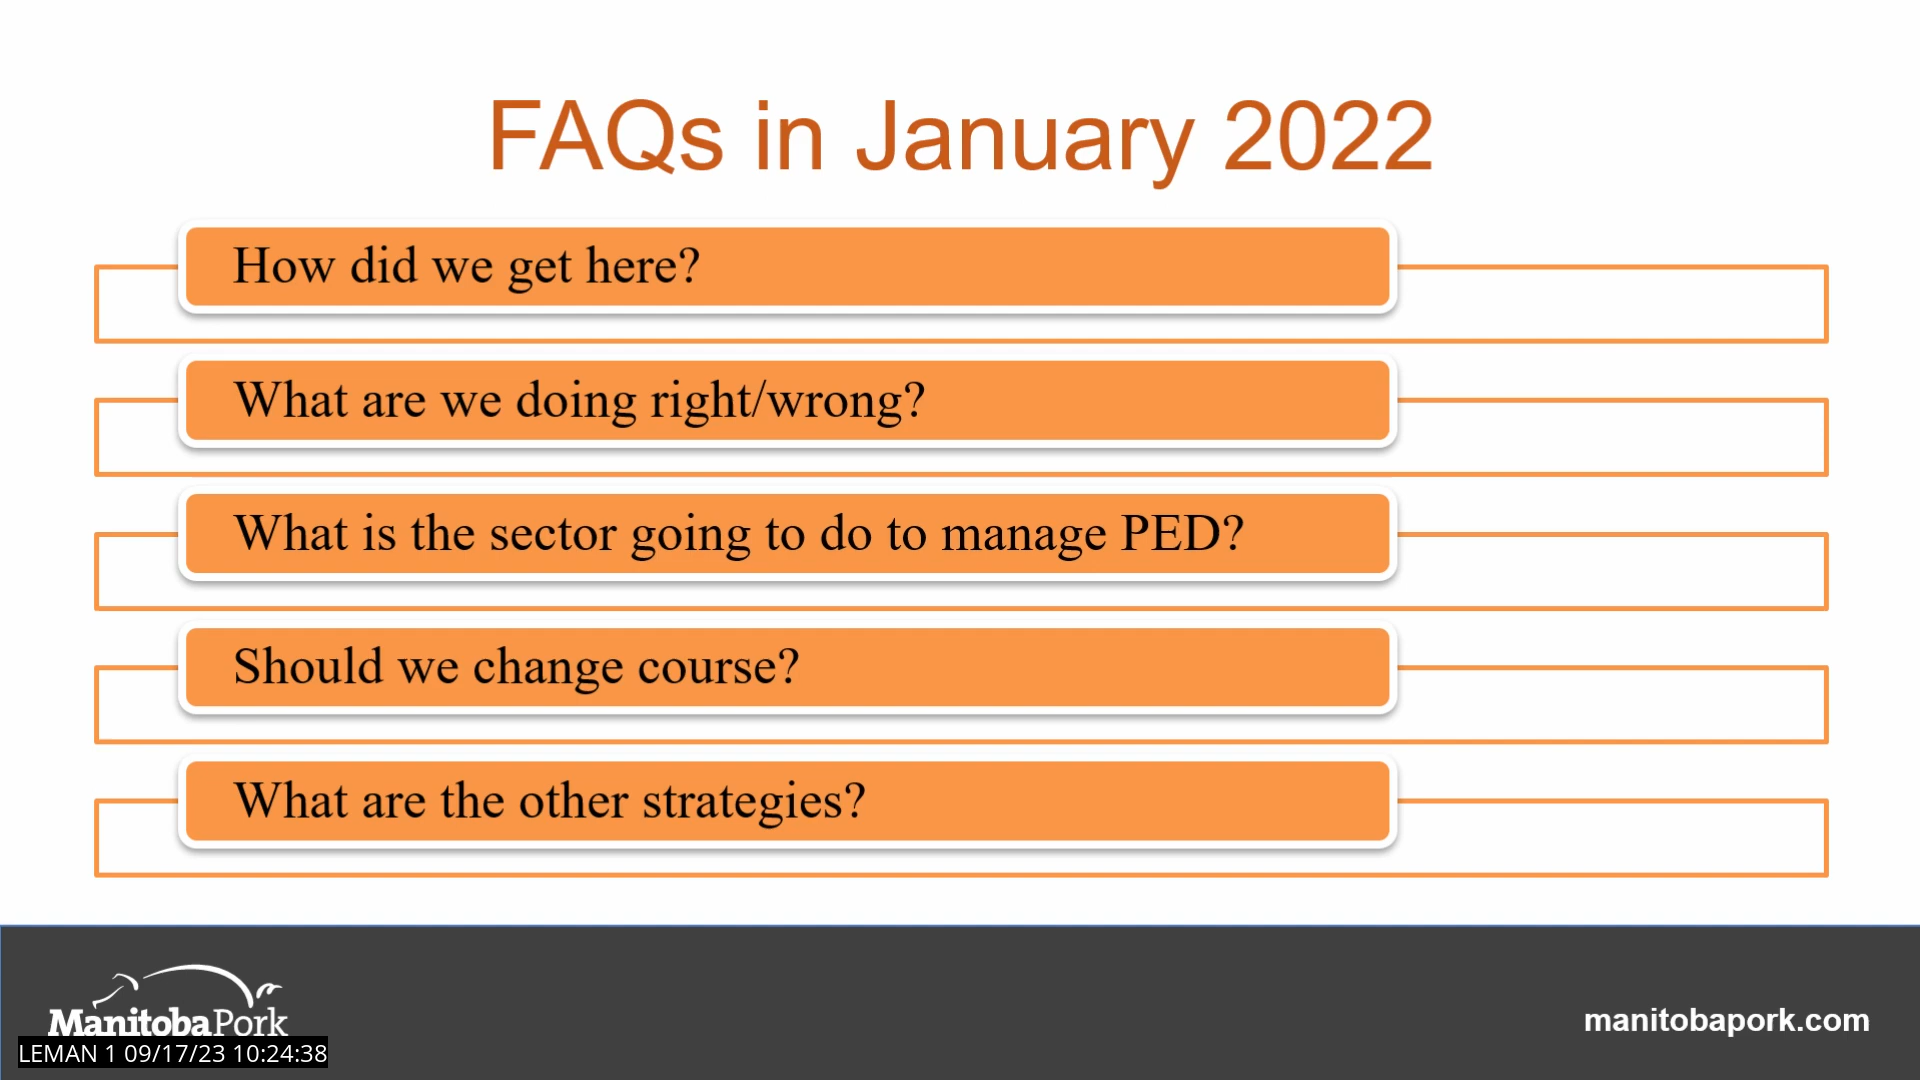 FAQs in January 2022
How did we get here?
What are we doing right/wrong?
What is the sector going to do to manage PED?
Should we change course?
What are the other strategies?
ManitobaPork
manitobapork.com
LEMAN 1 09/17/23 10:24:38